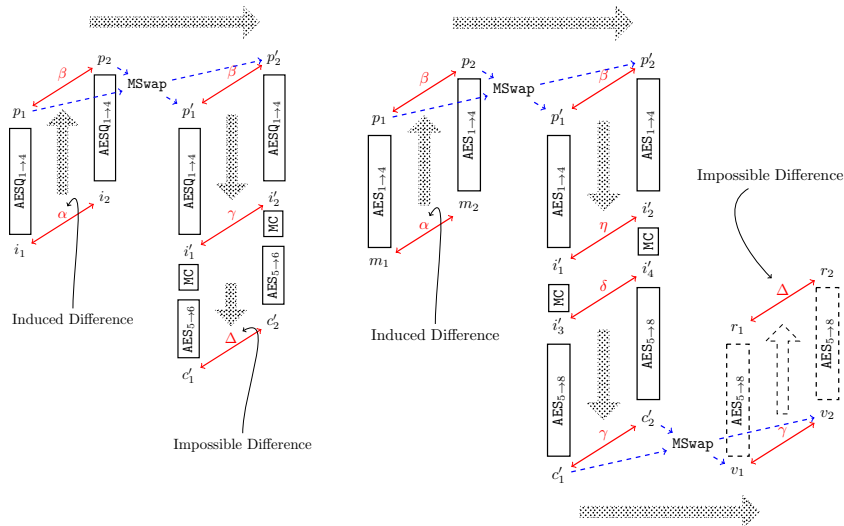 p₂
p′₂
β
MSwap
β
p₁
p′₁
AESQ₁→₄
AESQ₁→₄
AESQ₁→₄
AESQ₁→₄
i₂
i′₂
α
γ
MC
i₁
i′₁
MC
AES₅→₆
AES₅→₆
Induced Difference
c′₂
Δ
c′₁
Impossible Difference
p₂
p′₂
β
MSwap
β
p₁
p′₁
AES₁→₄
AES₁→₄
AES₁→₄
AES₁→₄
Impossible Difference
m₂
i′₂
α
η
MC
m₁
i′₁
i′₄
r₂
MC
δ
Δ
i′₃
r₁
Induced Difference
AES₅→₈
AES₅→₈
AES₅→₈
AES₅→₈
c′₂
v₂
γ
MSwap
γ
c′₁
v₁